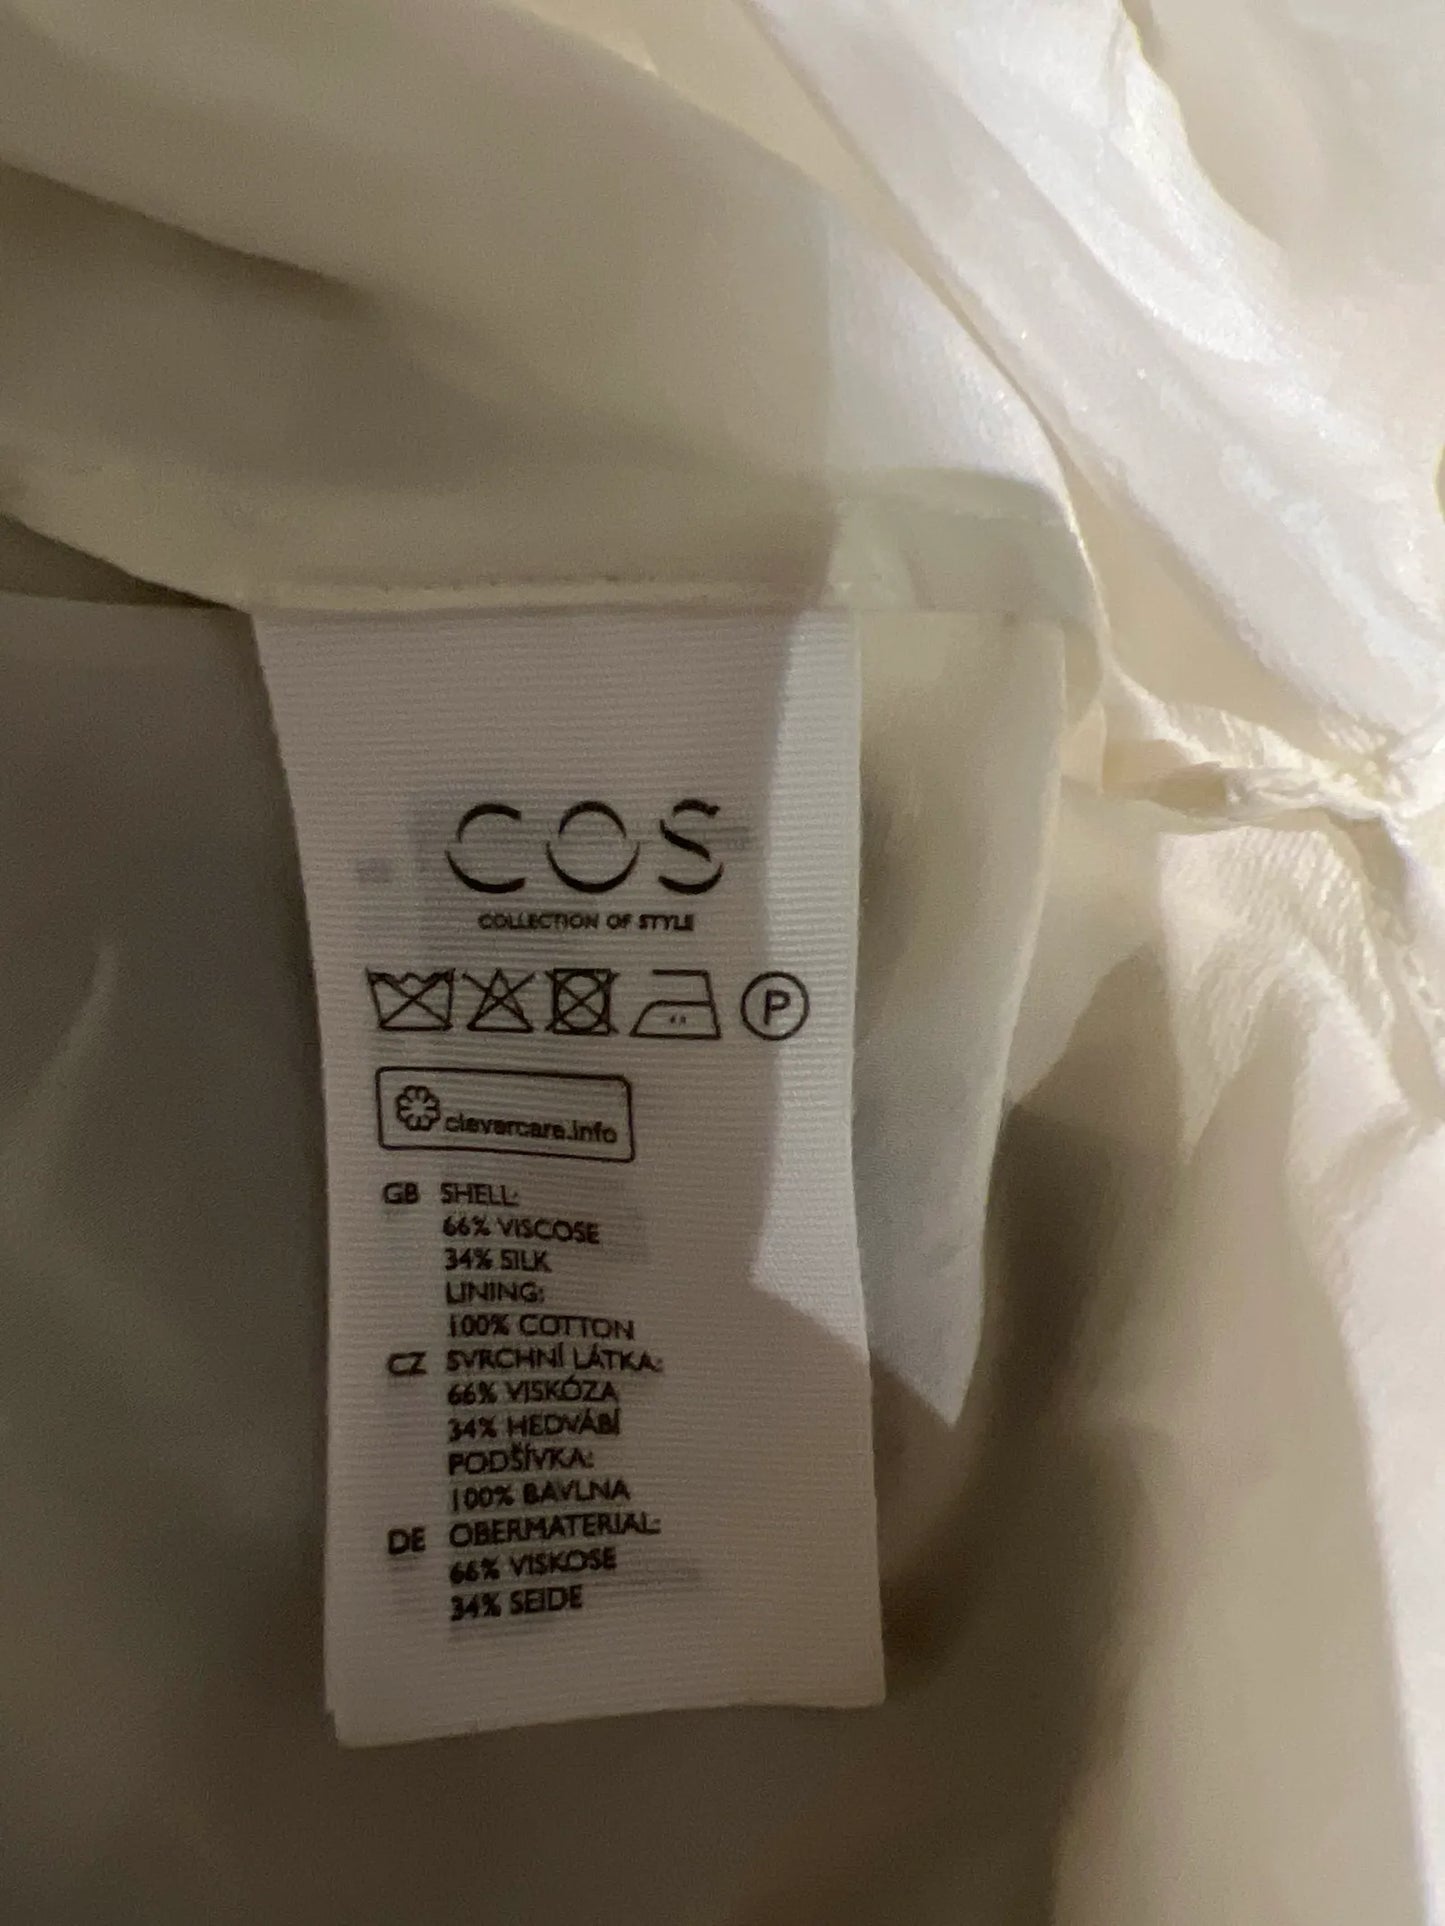 COS
COLLECTION OF STYLE
P
clevercare.info
GB SHELL:
66% VISCOSE
34% SILK
LINING:
100% COTTON
CZ SVRCHNÍ LÁTKA:
66% VISKÓZA
34% HEDVÁBÍ
PODŠÍVKA:
100% BAVLNA
DE OBERMATERIAL:
66% VISKOSE
34% SEIDE